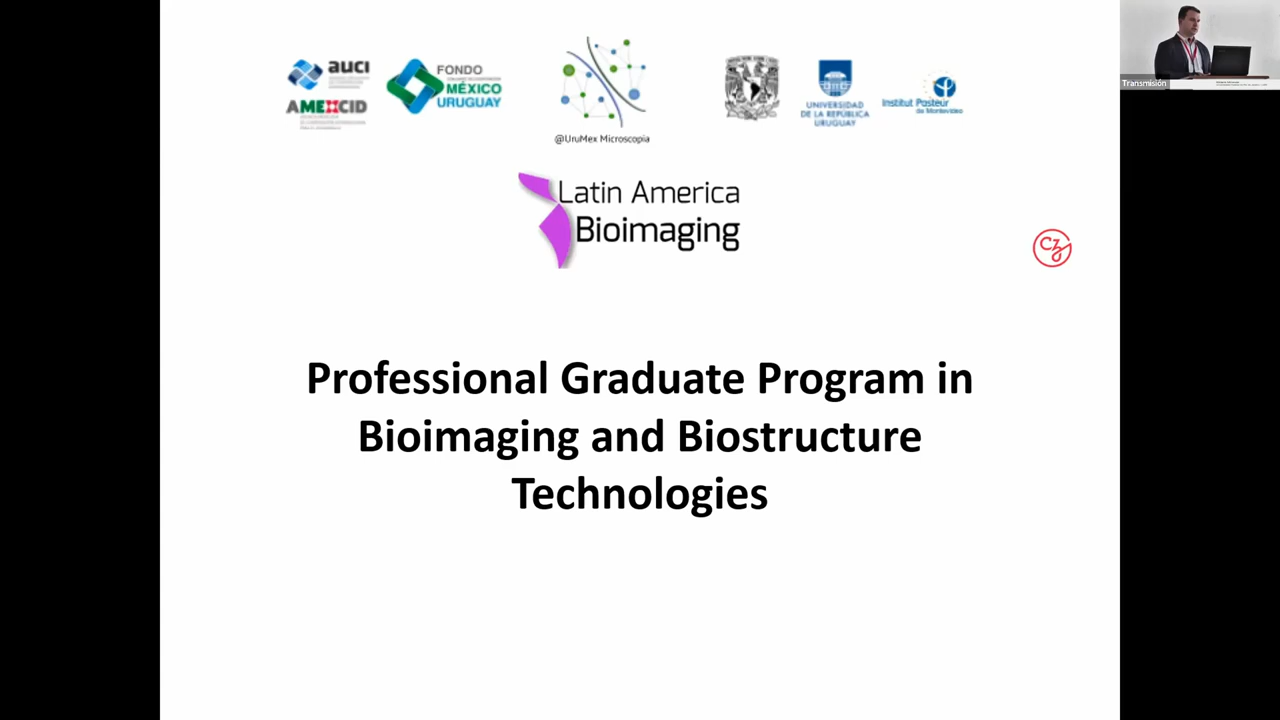 auci
AMEXCID
FONDO
MÉXICO
URUGUAY
@UruMex Microscopia
UNIVERSIDAD
DE LA REPÚBLICA
URUGUAY
Institut Pasteur
de Montevideo
Transmisión
Latin America
Bioimaging
CZ
Professional Graduate Program in
Bioimaging and Biostructure
Technologies